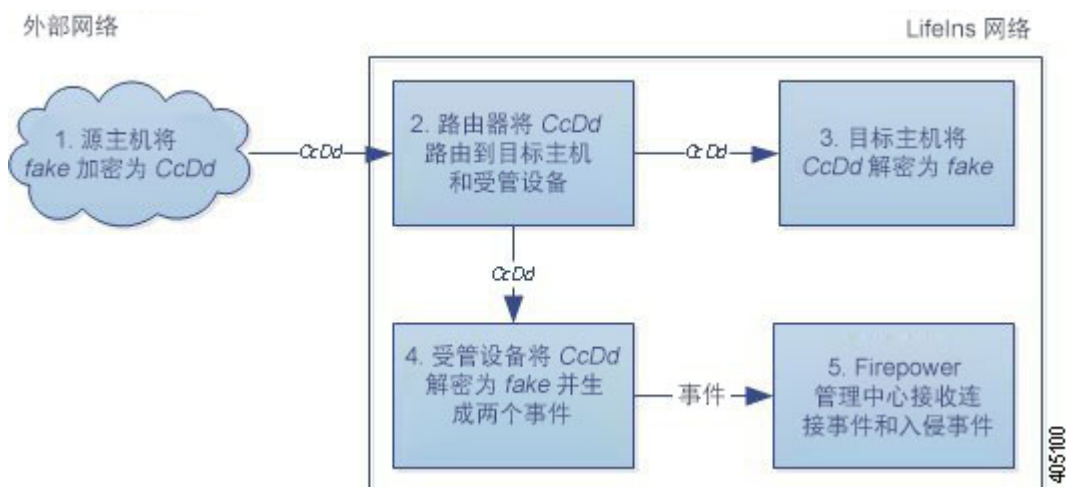 外部网络
LifeIns 网络
1. 源主机将
fake 加密为 CcDd
CcDd
2. 路由器将 CcDd
路由到目标主机
和受管设备
CcDd
3. 目标主机将
CcDd 解密为 fake
CcDd
4. 受管设备将 CcDd
解密为 fake 并生
成两个事件
事件
5. Firepower
管理中心接收连
接事件和入侵事件
405100